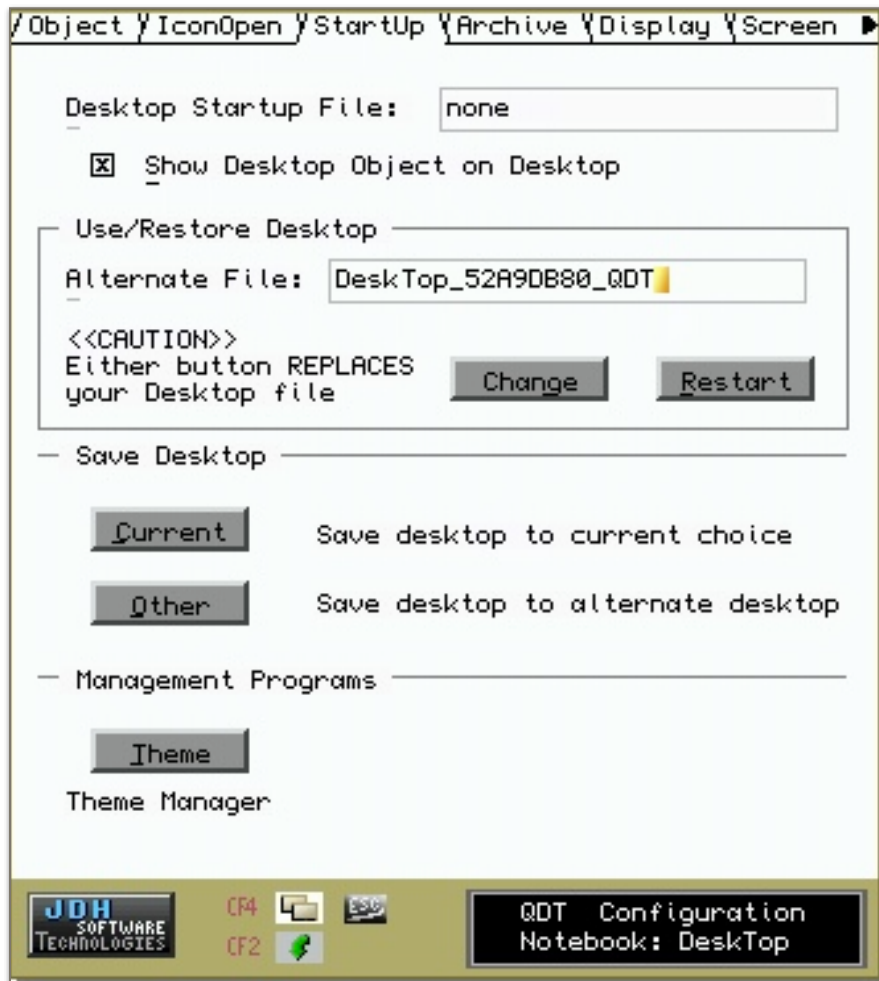 Object IconOpen StartUp Archive Display Screen
Desktop Startup File: none
X Show Desktop Object on Desktop
Use/Restore Desktop
Alternate File: DeskTop_52A9DB80_QDT
<<CAUTION>>
Either button REPLACES
your Desktop file
Change Restart
Save Desktop
Current Save desktop to current choice
Other Save desktop to alternate desktop
Management Programs
Theme
Theme Manager
JDH
SOFTWARE
TECHNOLOGIES
CF4 ESC
CF2
QDT Configuration
Notebook: DeskTop